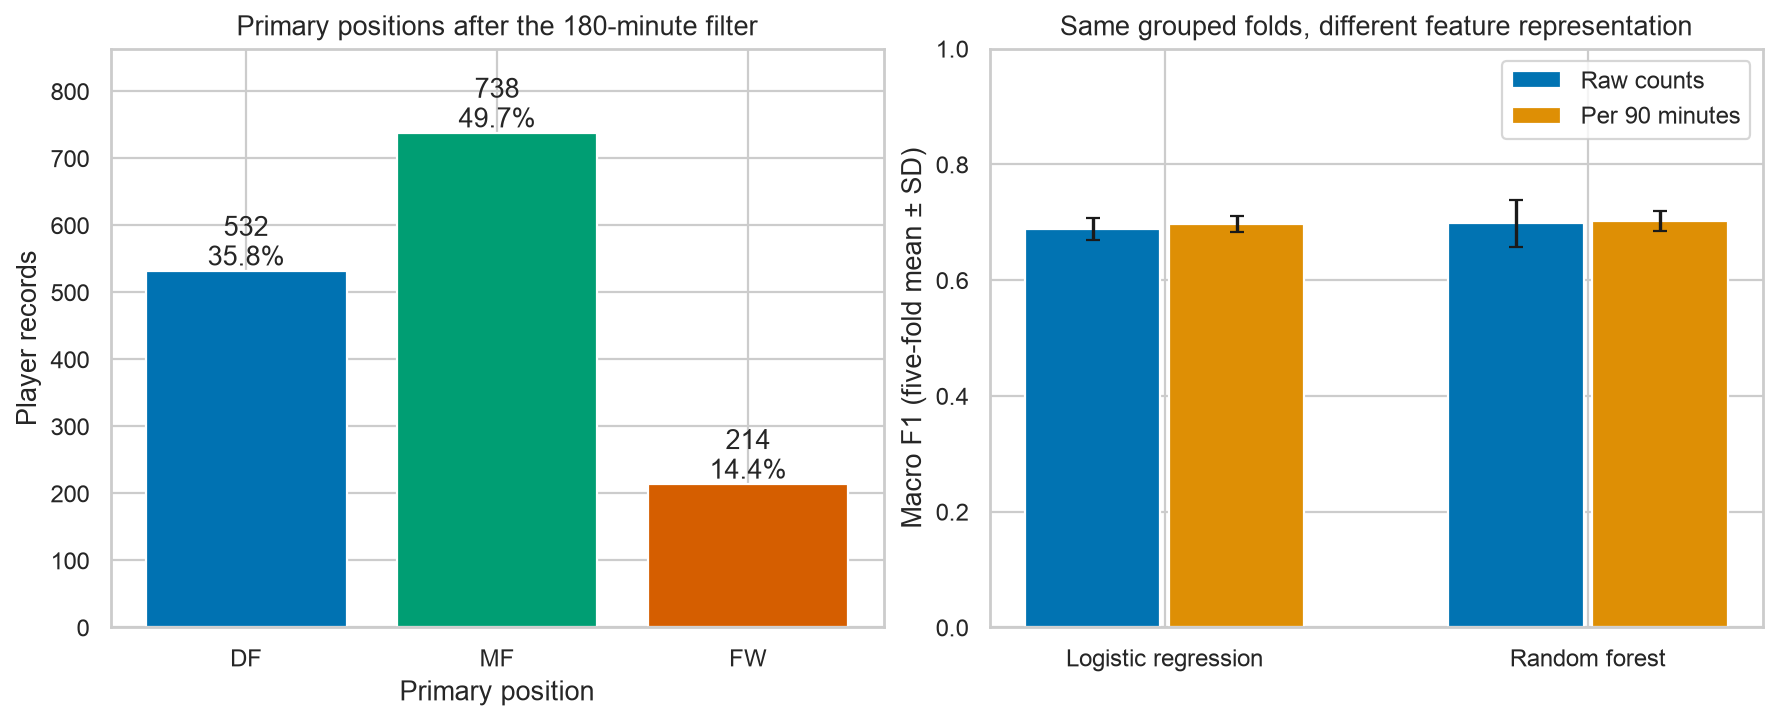 Primary positions after the 180-minute filter
Player records
800
700
600
500
400
300
200
100
0
532
35.8%
738
49.7%
214
14.4%
DF
MF
FW
Primary position
Same grouped folds, different feature representation
Macro F1 (five-fold mean ± SD)
1.0
0.8
0.6
0.4
0.2
0.0
Raw counts
Per 90 minutes
Logistic regression
Random forest